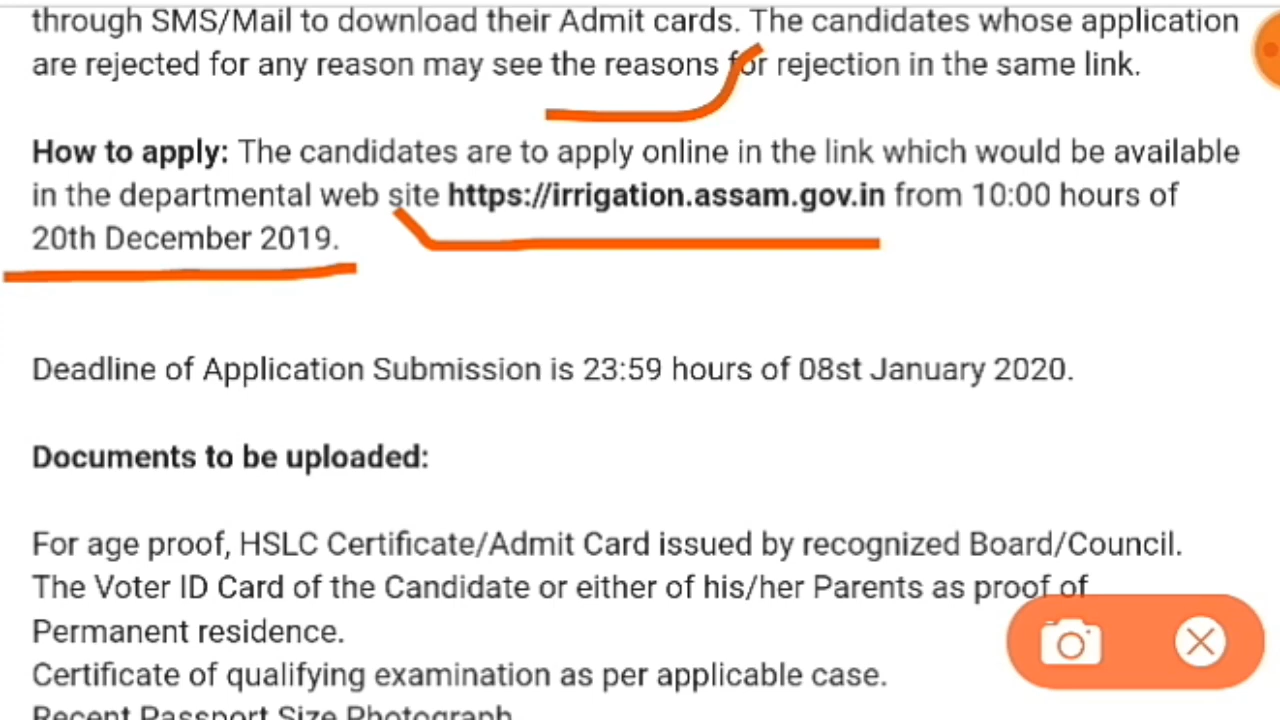 through SMS/Mail to download their Admit cards. The candidates whose application
are rejected for any reason may see the reasons for rejection in the same link.
How to apply: The candidates are to apply online in the link which would be available
in the departmental web site https://irrigation.assam.gov.in from 10:00 hours of
20th December 2019.
Deadline of Application Submission is 23:59 hours of 08st January 2020.
Documents to be uploaded:
For age proof, HSLC Certificate/Admit Card issued by recognized Board/Council.
The Voter ID Card of the Candidate or either of his/her Parents as proof of
Permanent residence.
Certificate of qualifying examination as per applicable case.
Recent Passport Size Photograph